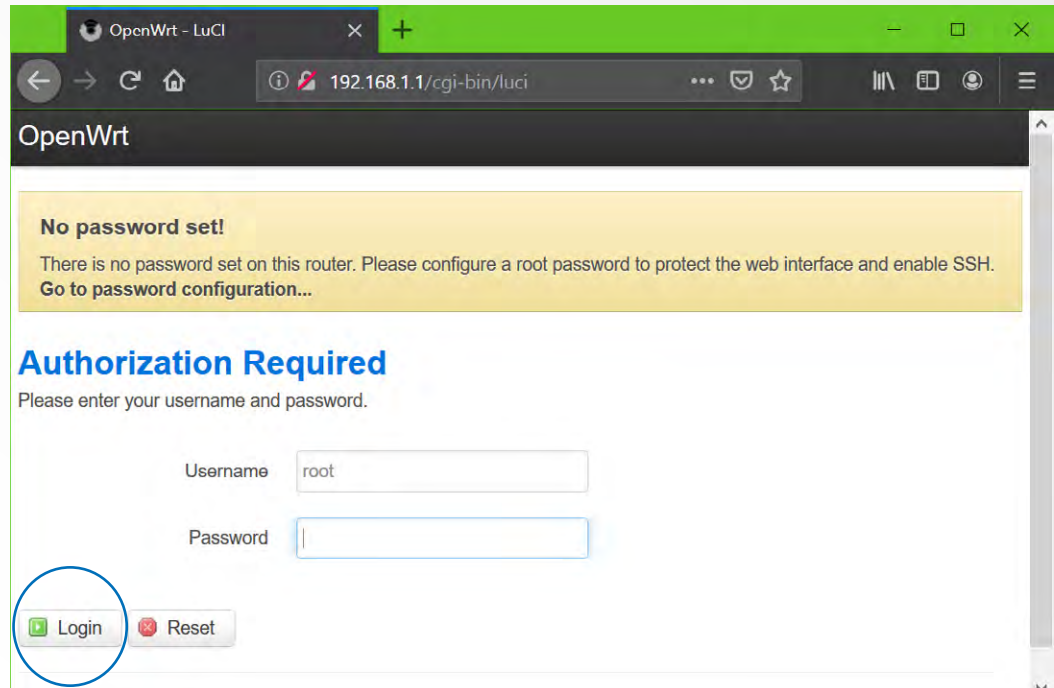 OpenWrt - LuCI
192.168.1.1/cgi-bin/luci
OpenWrt
No password set!
There is no password set on this router. Please configure a root password to protect the web interface and enable SSH.
Go to password configuration...
Authorization Required
Please enter your username and password.
Username root
Password
Login Reset